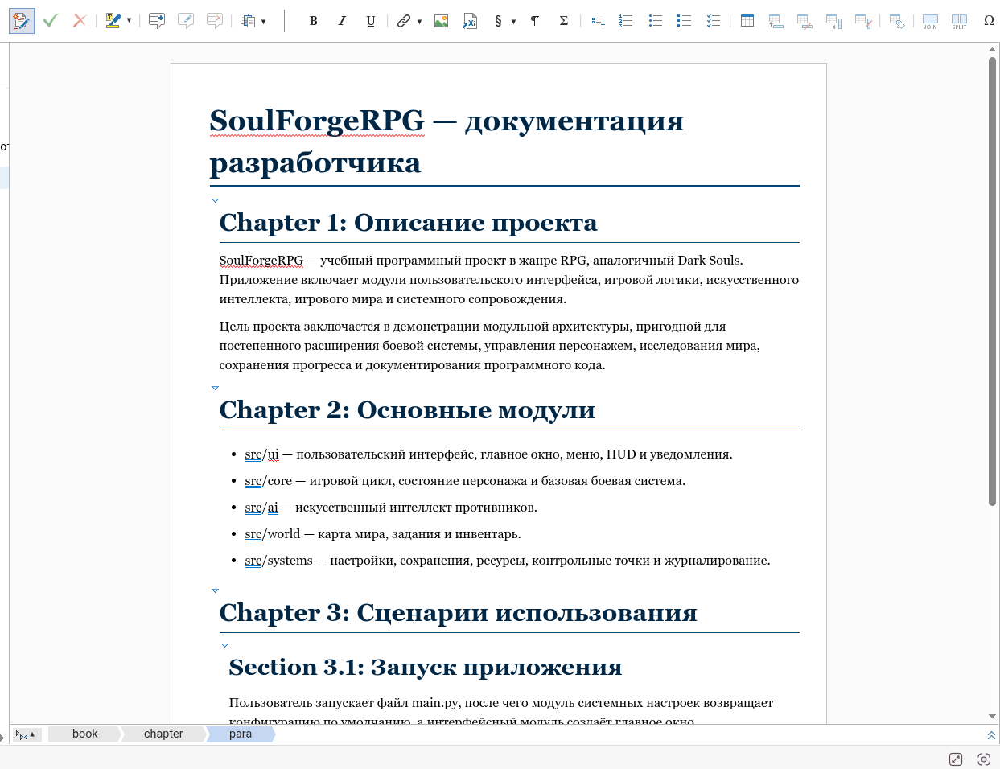 B I U § ¶ Σ JOIN SPLIT Ω
SoulForgeRPG — документация
разработчика
Chapter 1: Описание проекта
SoulForgeRPG — учебный программный проект в жанре RPG, аналогичный Dark Souls.
Приложение включает модули пользовательского интерфейса, игровой логики, искусственного
интеллекта, игрового мира и системного сопровождения.
Цель проекта заключается в демонстрации модульной архитектуры, пригодной для
постепенного расширения боевой системы, управления персонажем, исследования мира,
сохранения прогресса и документирования программного кода.
Chapter 2: Основные модули
• src/ui — пользовательский интерфейс, главное окно, меню, HUD и уведомления.
• src/core — игровой цикл, состояние персонажа и базовая боевая система.
• src/ai — искусственный интеллект противников.
• src/world — карта мира, задания и инвентарь.
• src/systems — настройки, сохранения, ресурсы, контрольные точки и журналирование.
Chapter 3: Сценарии использования
Section 3.1: Запуск приложения
Пользователь запускает файл main.py, после чего модуль системных настроек возвращает
конфигурацию по умолчанию, а интерфейсный модуль создаёт главное окно.
book chapter para